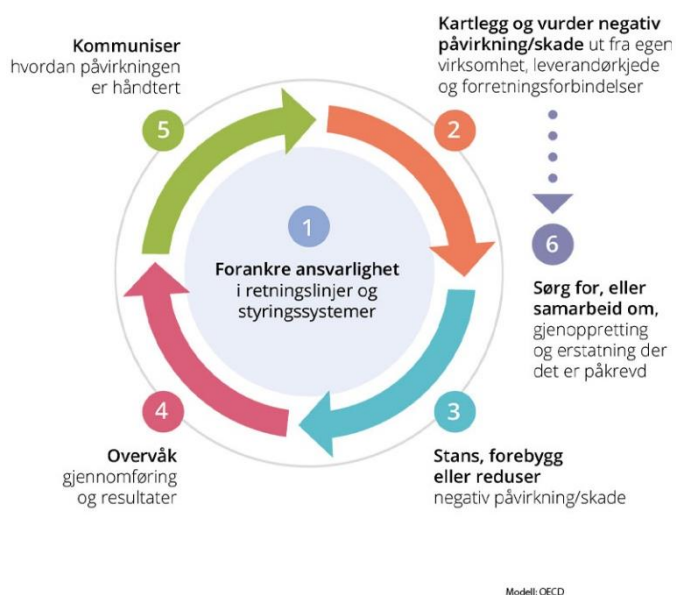 1
Forankre ansvarlighet
i retningslinjer og
styringssystemer
2
Kartlegg og vurder negativ
påvirkning/skade ut fra egen
virksomhet, leverandørkjede
og forretningsforbindelser
3
Stans, forebygg
eller reduser
negativ påvirkning/skade
4
Overvåk
gjennomføring
og resultater
5
Kommuniser
hvordan påvirkningen
er håndtert
6
Sørg for, eller
samarbeid om,
gjenoppretting
og erstatning der
det er påkrevd
Modell: OECD